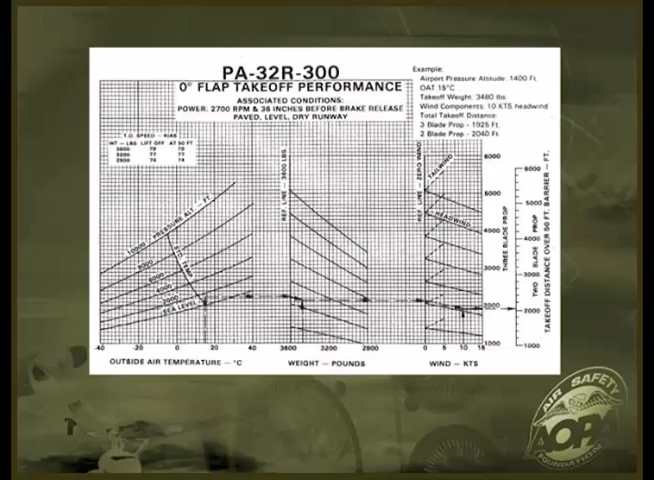 PA-32R-300
0° FLAP TAKEOFF PERFORMANCE
ASSOCIATED CONDITIONS:
POWER: 2700 RPM & 36 INCHES BEFORE BRAKE RELEASE
PAVED, LEVEL, DRY RUNWAY
Example:
Airport Pressure Altitude: 1400 Ft.
OAT 15°C
Takeoff Weight: 3480 lbs.
Wind Components: 10 KTS headwind
Total Takeoff Distance:
3 Blade Prop - 1925 Ft.
2 Blade Prop - 2040 Ft.
T.O. SPEED - KIAS
WT - LBS LIFT OFF AT 50 FT
3600 79 79
3200 77 77
2800 74 74
10000 PRESSURE ALT - FT.
8000
6000
4000
2000
SEA LEVEL
STD. TEMP.
REF. LINE - 3600 LBS
REF. LINE - ZERO WIND
TAILWIND
HEADWIND
6000
5000
4000
3000
2000
1000
THREE BLADE PROP
6000
5000
4000
3000
2000
1000
TWO BLADE PROP
TAKEOFF DISTANCE OVER 50 FT. BARRIER - FT.
-40 -20 0 20 40
3600 3200 2800
0 5 10 15
OUTSIDE AIR TEMPERATURE - °C
WEIGHT - POUNDS
WIND - KTS
AIR SAFETY
AOPA
FOUNDATION